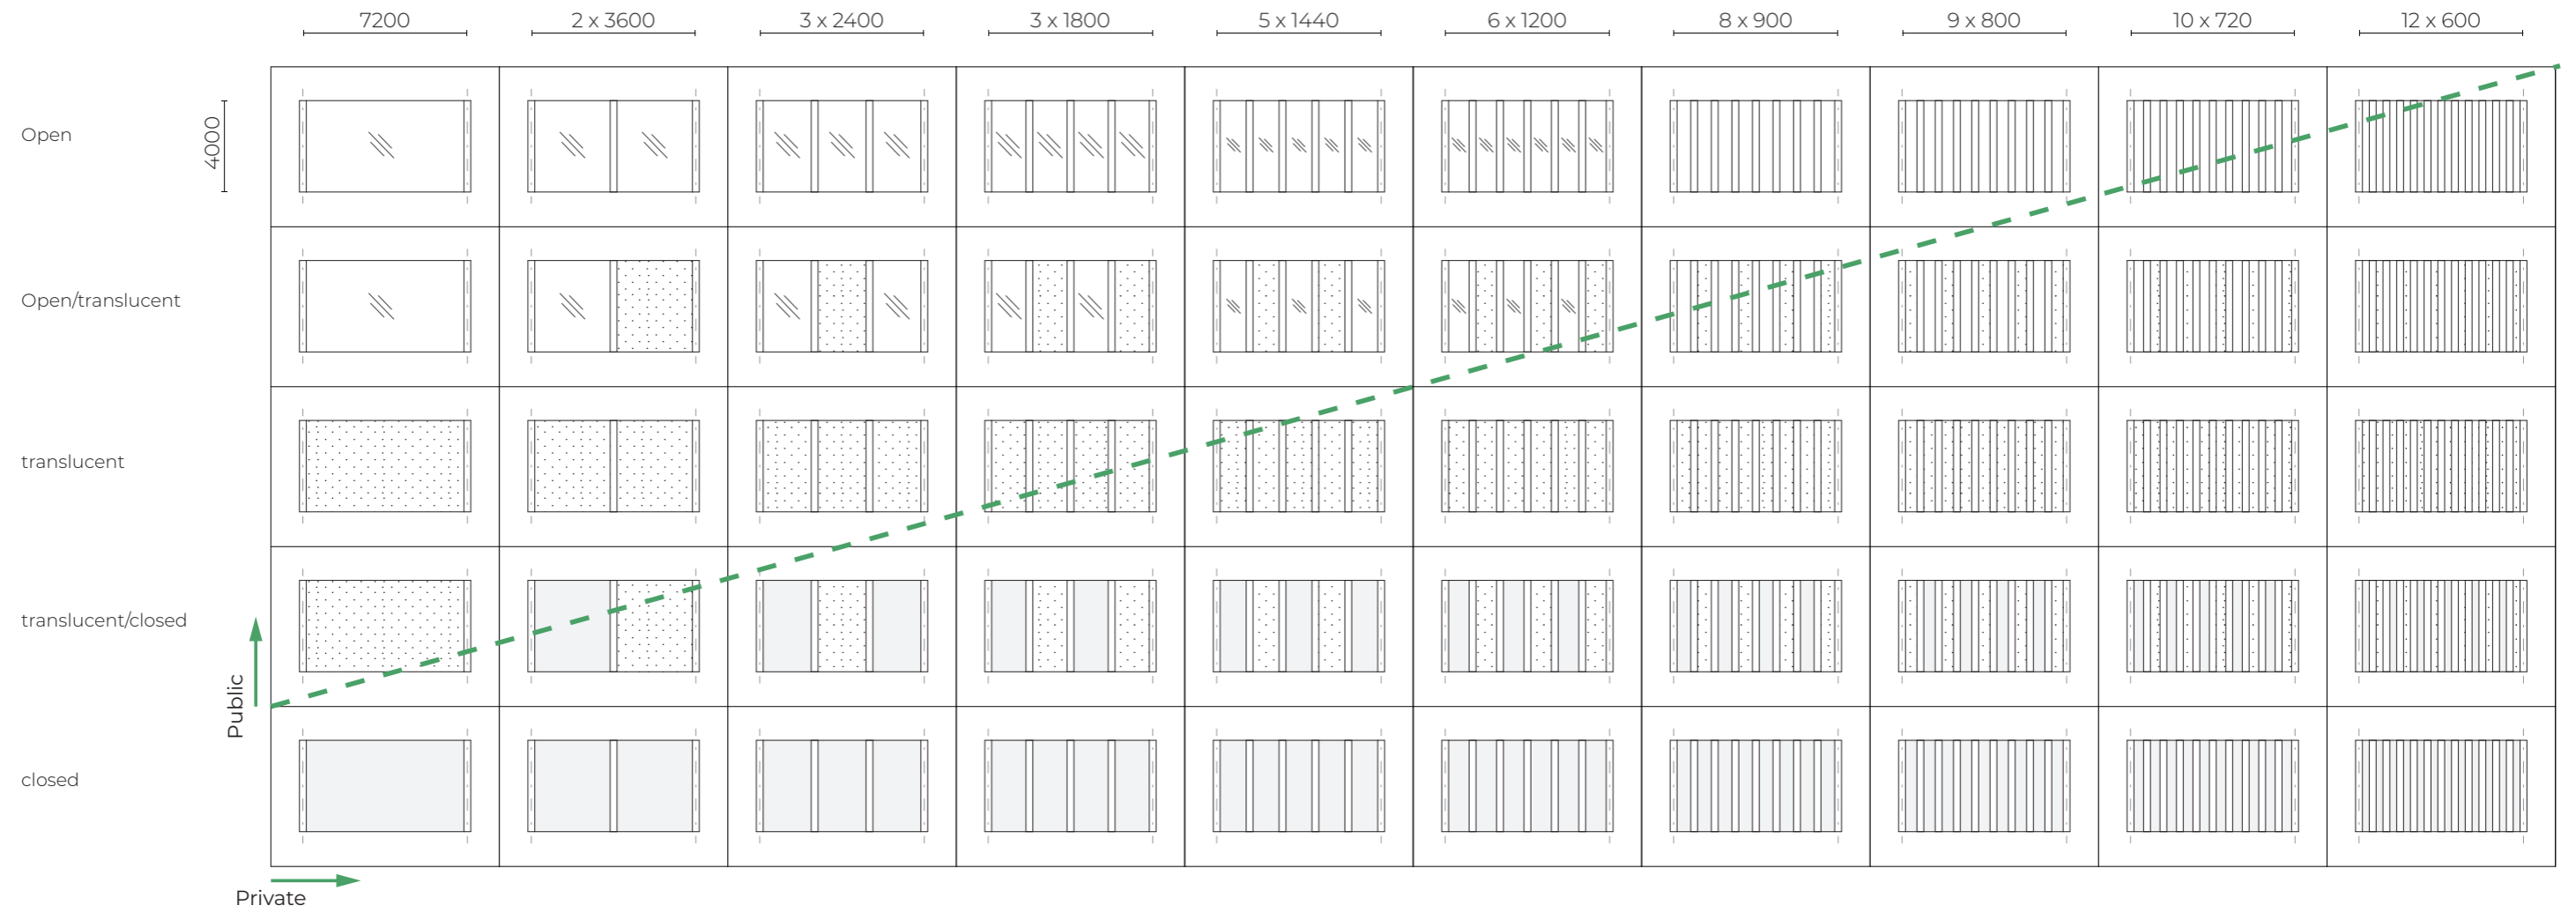 7200
2 x 3600
3 x 2400
3 x 1800
5 x 1440
6 x 1200
8 x 900
9 x 800
10 x 720
12 x 600
Open
4000
Open/translucent
translucent
translucent/closed
Public
closed
Private